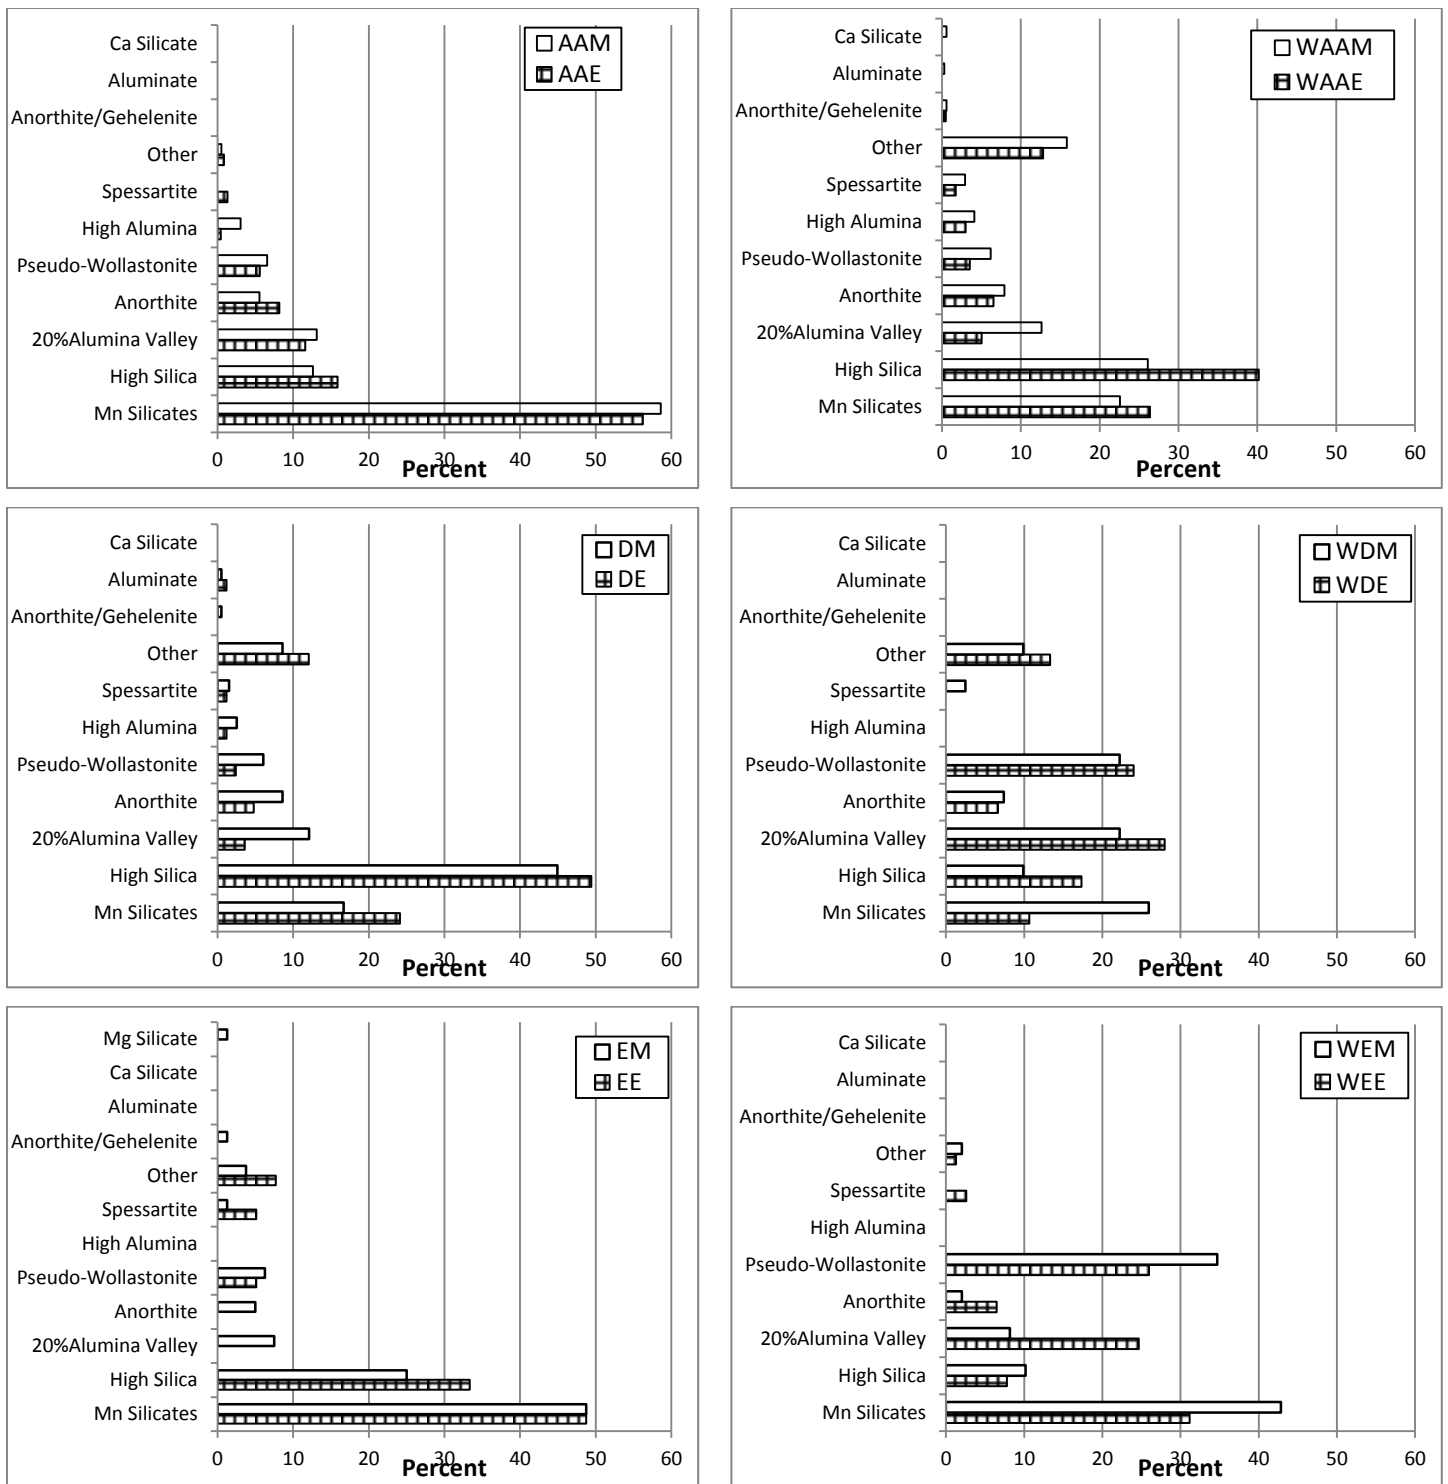 Ca Silicate
Aluminate
Anorthite/Gehelenite
Other
Spessartite
High Alumina
Pseudo-Wollastonite
Anorthite
20%Alumina Valley
High Silica
Mn Silicates
AAM
AAE
0 10 20 30 40 50 60
Percent
Ca Silicate
Aluminate
Anorthite/Gehelenite
Other
Spessartite
High Alumina
Pseudo-Wollastonite
Anorthite
20%Alumina Valley
High Silica
Mn Silicates
WAAM
WAAE
0 10 20 30 40 50 60
Percent
Ca Silicate
Aluminate
Anorthite/Gehelenite
Other
Spessartite
High Alumina
Pseudo-Wollastonite
Anorthite
20%Alumina Valley
High Silica
Mn Silicates
DM
DE
0 10 20 30 40 50 60
Percent
Ca Silicate
Aluminate
Anorthite/Gehelenite
Other
Spessartite
High Alumina
Pseudo-Wollastonite
Anorthite
20%Alumina Valley
High Silica
Mn Silicates
WDM
WDE
0 10 20 30 40 50 60
Percent
Mg Silicate
Ca Silicate
Aluminate
Anorthite/Gehelenite
Other
Spessartite
High Alumina
Pseudo-Wollastonite
Anorthite
20%Alumina Valley
High Silica
Mn Silicates
EM
EE
0 10 20 30 40 50 60
Percent
Ca Silicate
Aluminate
Anorthite/Gehelenite
Other
Spessartite
High Alumina
Pseudo-Wollastonite
Anorthite
20%Alumina Valley
High Silica
Mn Silicates
WEM
WEE
0 10 20 30 40 50 60
Percent